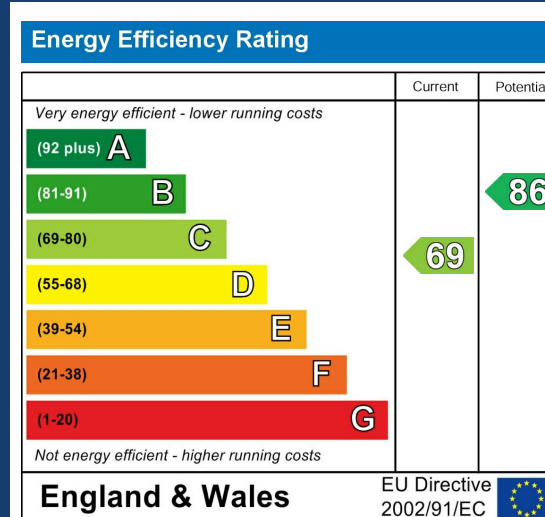 Energy Efficiency Rating
Current Potentia
Very energy efficient - lower running costs
(92 plus) A
(81-91) B
86
(69-80) C
69
(55-68) D
(39-54) E
(21-38) F
(1-20) G
Not energy efficient - higher running costs
England & Wales
EU Directive
2002/91/EC